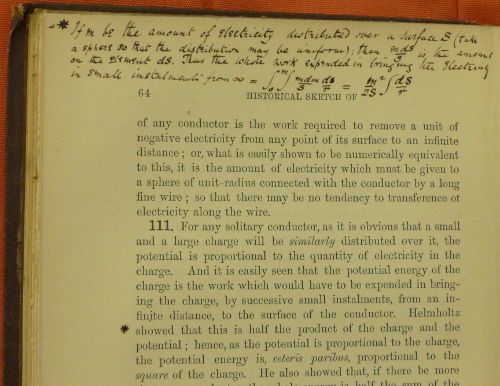 * If m be the amount of Electricity distributed over a surface S (take
a sphere so that the distribution may be uniform), then mdS/S is the amount
on the element dS. Thus the whole work expended in bringing the Electricity
in small instalments from ∞ = ∫₀ᵐ∫ mdm/S dS/r = m²/2S ∫ dS/r
64
HISTORICAL SKETCH OF
of any conductor is the work required to remove a unit of
negative electricity from any point of its surface to an infinite
distance ; or, what is easily shown to be numerically equivalent
to this, it is the amount of electricity which must be given to
a sphere of unit-radius connected with the conductor by a long
fine wire ; so that there may be no tendency to transference of
electricity along the wire.
111. For any solitary conductor, as it is obvious that a small
and a large charge will be similarly distributed over it, the
potential is proportional to the quantity of electricity in the
charge. And it is easily seen that the potential energy of the
charge is the work which would have to be expended in bring-
ing the charge, by successive small instalments, from an in-
finite distance, to the surface of the conductor. Helmholtz
* showed that this is half the product of the charge and the
potential ; hence, as the potential is proportional to the charge,
the potential energy is, cæteris paribus, proportional to the
square of the charge. He also showed that, if there be more